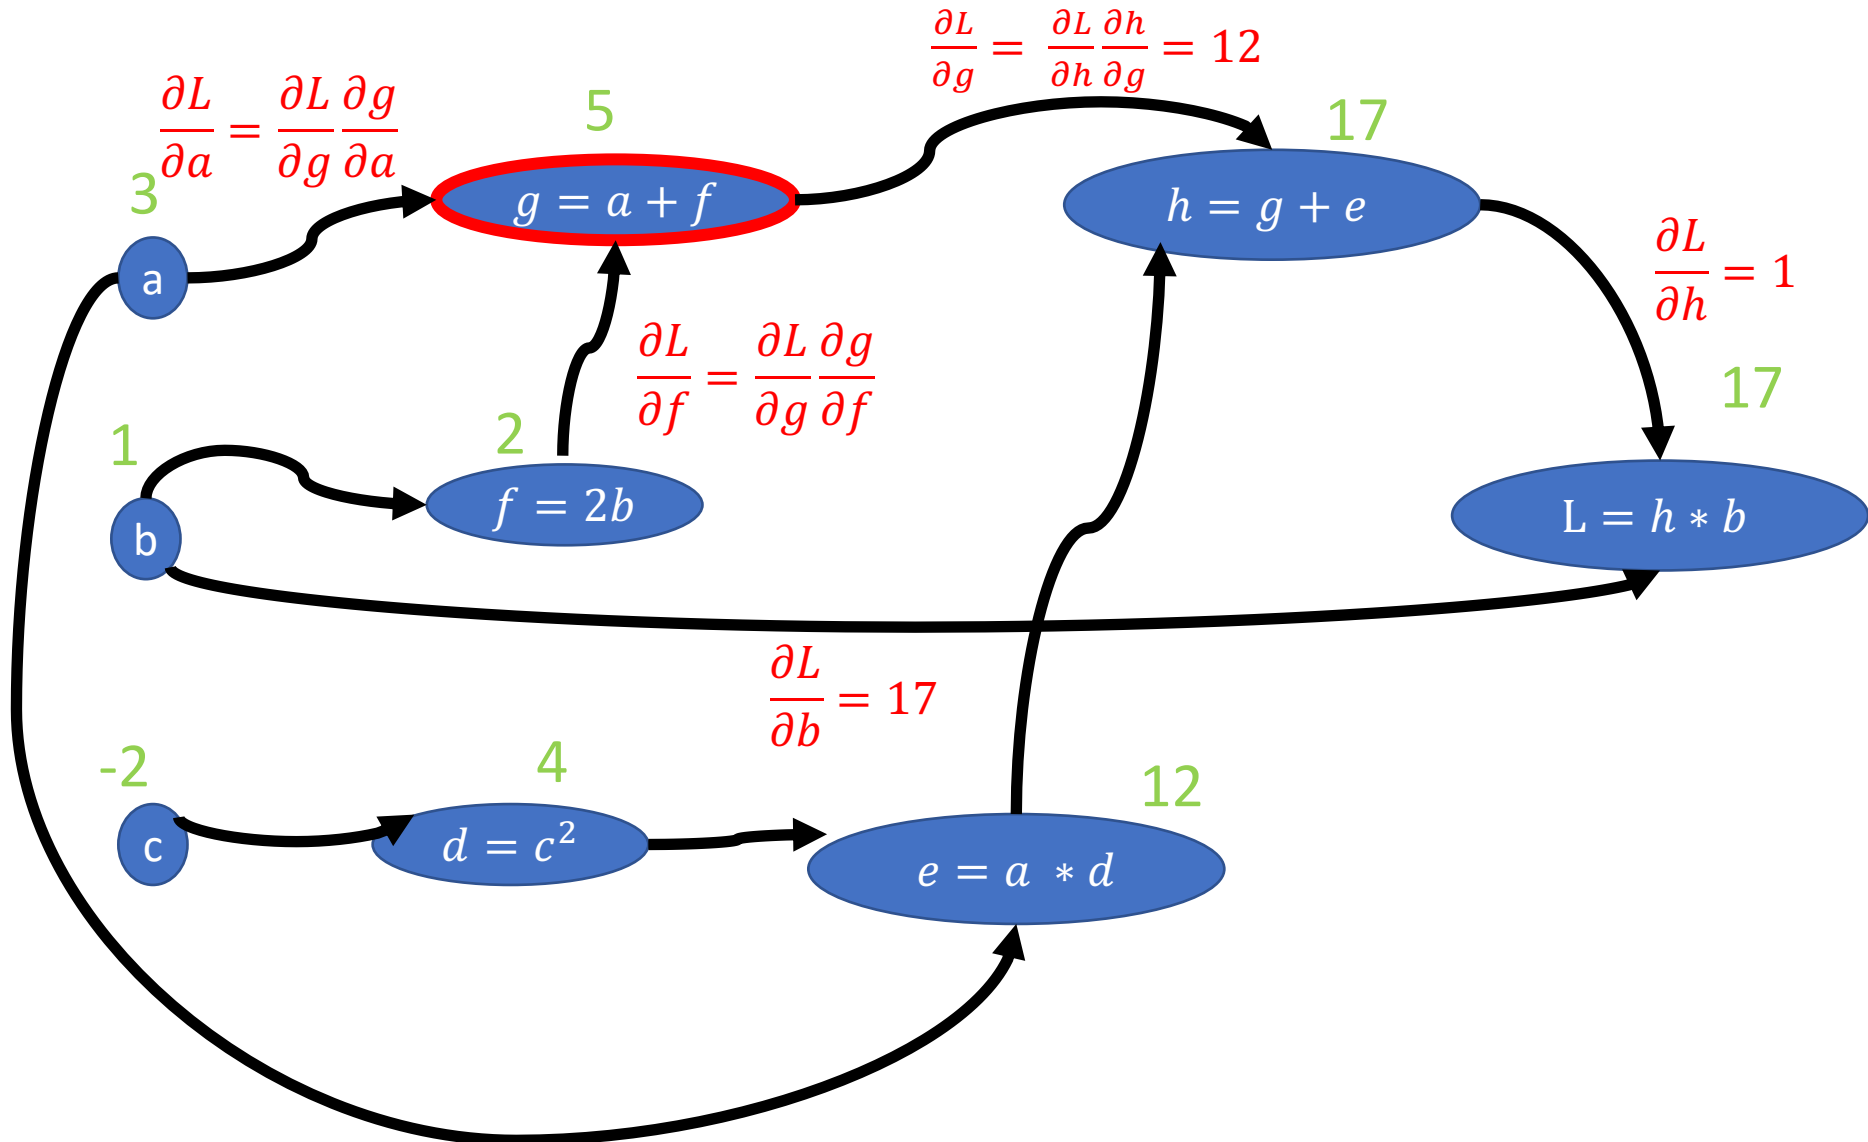 ∂L/∂g = ∂L/∂h ∂h/∂g = 12
∂L/∂a = ∂L/∂g ∂g/∂a
5
17
3
g = a + f
h = g + e
a
∂L/∂h = 1
∂L/∂f = ∂L/∂g ∂g/∂f
17
1
2
f = 2b
L = h * b
b
∂L/∂b = 17
-2
4
12
c
d = c²
e = a * d